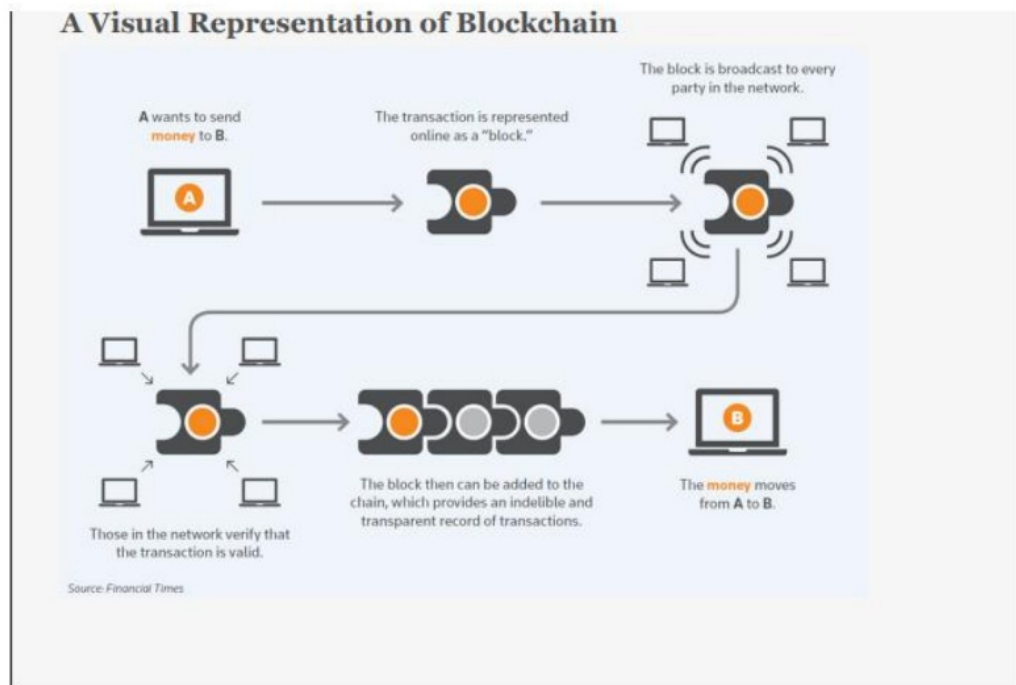 A Visual Representation of Blockchain
A wants to send
money to B.
A
The transaction is represented
online as a “block.”
The block is broadcast to every
party in the network.
Those in the network verify that
the transaction is valid.
The block then can be added to the
chain, which provides an indelible and
transparent record of transactions.
B
The money moves
from A to B.
Source: Financial Times